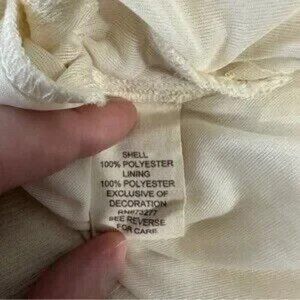 SHELL
100% POLYESTER
LINING
100% POLYESTER
EXCLUSIVE OF
DECORATION
RN#73277
SEE REVERSE
FOR CARE